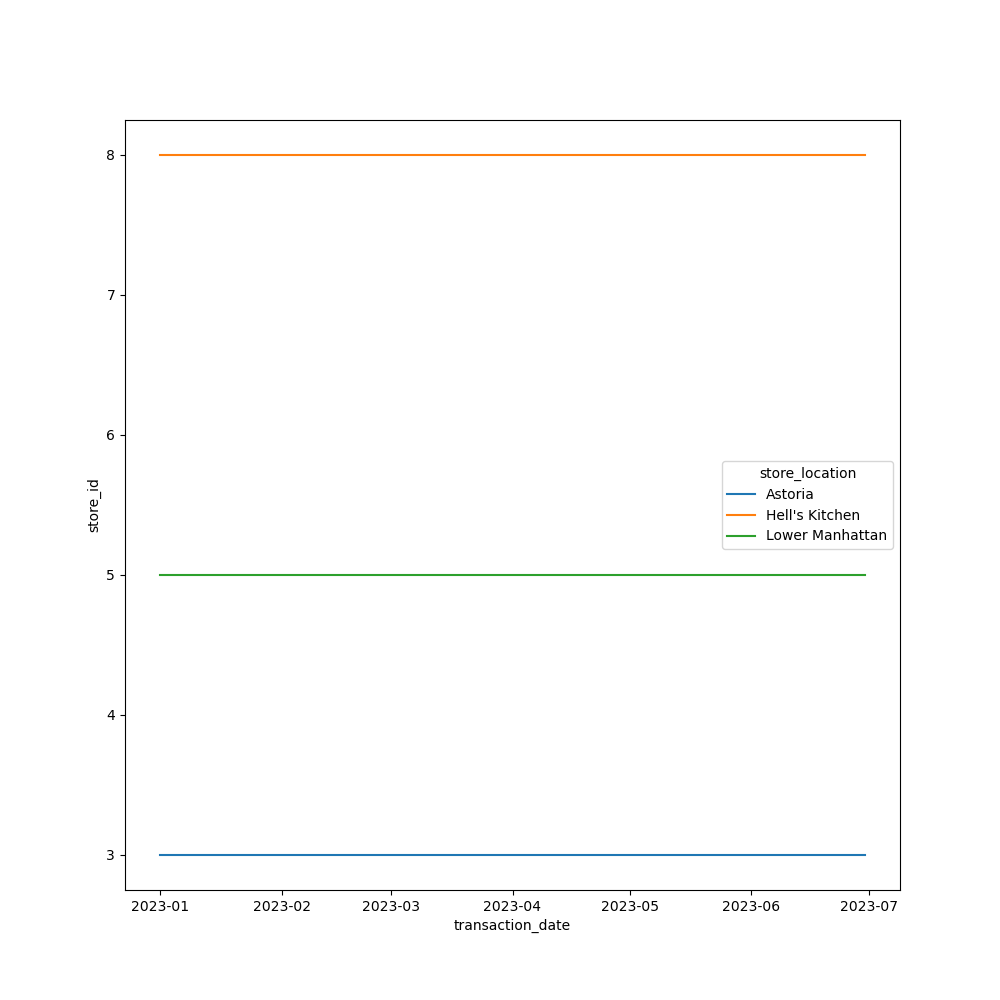 8
7
6
5
4
3
store_id
store_location
Astoria
Hell's Kitchen
Lower Manhattan
2023-01 2023-02 2023-03 2023-04 2023-05 2023-06 2023-07
transaction_date